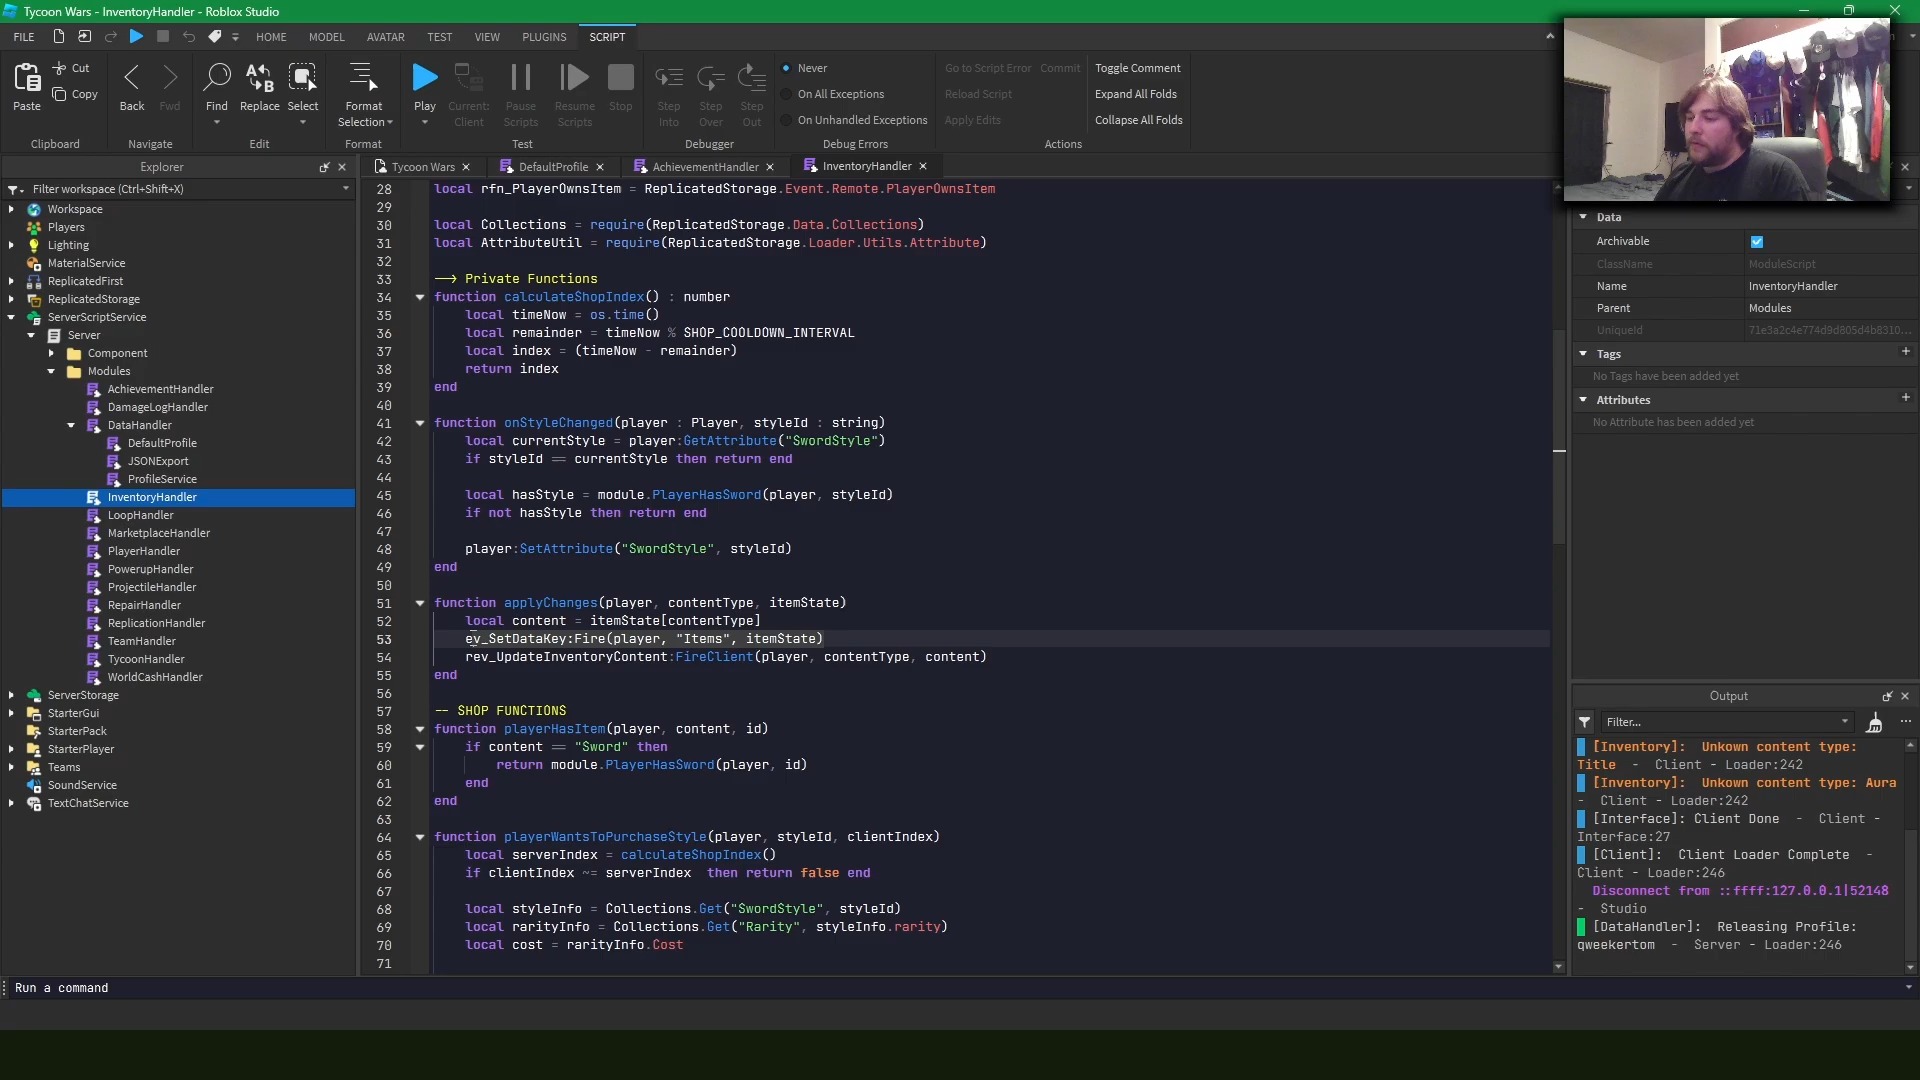 Tycoon Wars - InventoryHandler - Roblox Studio
FILE HOME MODEL AVATAR TEST VIEW PLUGINS SCRIPT
Paste Cut Copy Back Fwd Find Replace Select Format Selection Play Current: Client Pause Scripts Resume Scripts Stop Step Into Step Over Step Out
Never
On All Exceptions
On Unhandled Exceptions
Go to Script Error Commit
Reload Script
Apply Edits
Toggle Comment
Expand All Folds
Collapse All Folds
Clipboard Navigate Edit Format Test Debugger Debug Errors Actions
Explorer
Filter workspace (Ctrl+Shift+X)
Workspace
Players
Lighting
MaterialService
ReplicatedFirst
ReplicatedStorage
ServerScriptService
Server
Component
Modules
AchievementHandler
DamageLogHandler
DataHandler
DefaultProfile
JSONExport
ProfileService
InventoryHandler
LoopHandler
MarketplaceHandler
PlayerHandler
PowerupHandler
ProjectileHandler
RepairHandler
ReplicationHandler
TeamHandler
TycoonHandler
WorldCashHandler
ServerStorage
StarterGui
StarterPack
StarterPlayer
Teams
SoundService
TextChatService
Tycoon Wars DefaultProfile AchievementHandler InventoryHandler
28 local rfn_PlayerOwnsItem = ReplicatedStorage.Event.Remote.PlayerOwnsItem
29
30 local Collections = require(ReplicatedStorage.Data.Collections)
31 local AttributeUtil = require(ReplicatedStorage.Loader.Utils.Attribute)
32
33 --> Private Functions
34 function calculateShopIndex() : number
35 local timeNow = os.time()
36 local remainder = timeNow % SHOP_COOLDOWN_INTERVAL
37 local index = (timeNow - remainder)
38 return index
39 end
40
41 function onStyleChanged(player : Player, styleId : string)
42 local currentStyle = player:GetAttribute("SwordStyle")
43 if styleId == currentStyle then return end
44
45 local hasStyle = module.PlayerHasSword(player, styleId)
46 if not hasStyle then return end
47
48 player:SetAttribute("SwordStyle", styleId)
49 end
50
51 function applyChanges(player, contentType, itemState)
52 local content = itemState[contentType]
53 ev_SetDataKey:Fire(player, "Items", itemState)
54 rev_UpdateInventoryContent:FireClient(player, contentType, content)
55 end
56
57 -- SHOP FUNCTIONS
58 function playerHasItem(player, content, id)
59 if content == "Sword" then
60 return module.PlayerHasSword(player, id)
61 end
62 end
63
64 function playerWantsToPurchaseStyle(player, styleId, clientIndex)
65 local serverIndex = calculateShopIndex()
66 if clientIndex ~= serverIndex then return false end
67
68 local styleInfo = Collections.Get("SwordStyle", styleId)
69 local rarityInfo = Collections.Get("Rarity", styleInfo.rarity)
70 local cost = rarityInfo.Cost
71
Data
Archivable
ClassName ModuleScript
Name InventoryHandler
Parent Modules
UniqueId 71e3a2c4e774d9d805d4b8310...
Tags
No Tags have been added yet
Attributes
No Attribute has been added yet
Output
Filter...
[Inventory]: Unkown content type:
Title - Client - Loader:242
[Inventory]: Unkown content type: Aura
- Client - Loader:242
[Interface]: Client Done - Client -
Interface:27
[Client]: Client Loader Complete -
Client - Loader:246
Disconnect from ::ffff:127.0.0.1|52148
- Studio
[DataHandler]: Releasing Profile:
qweekertom - Server - Loader:246
Run a command